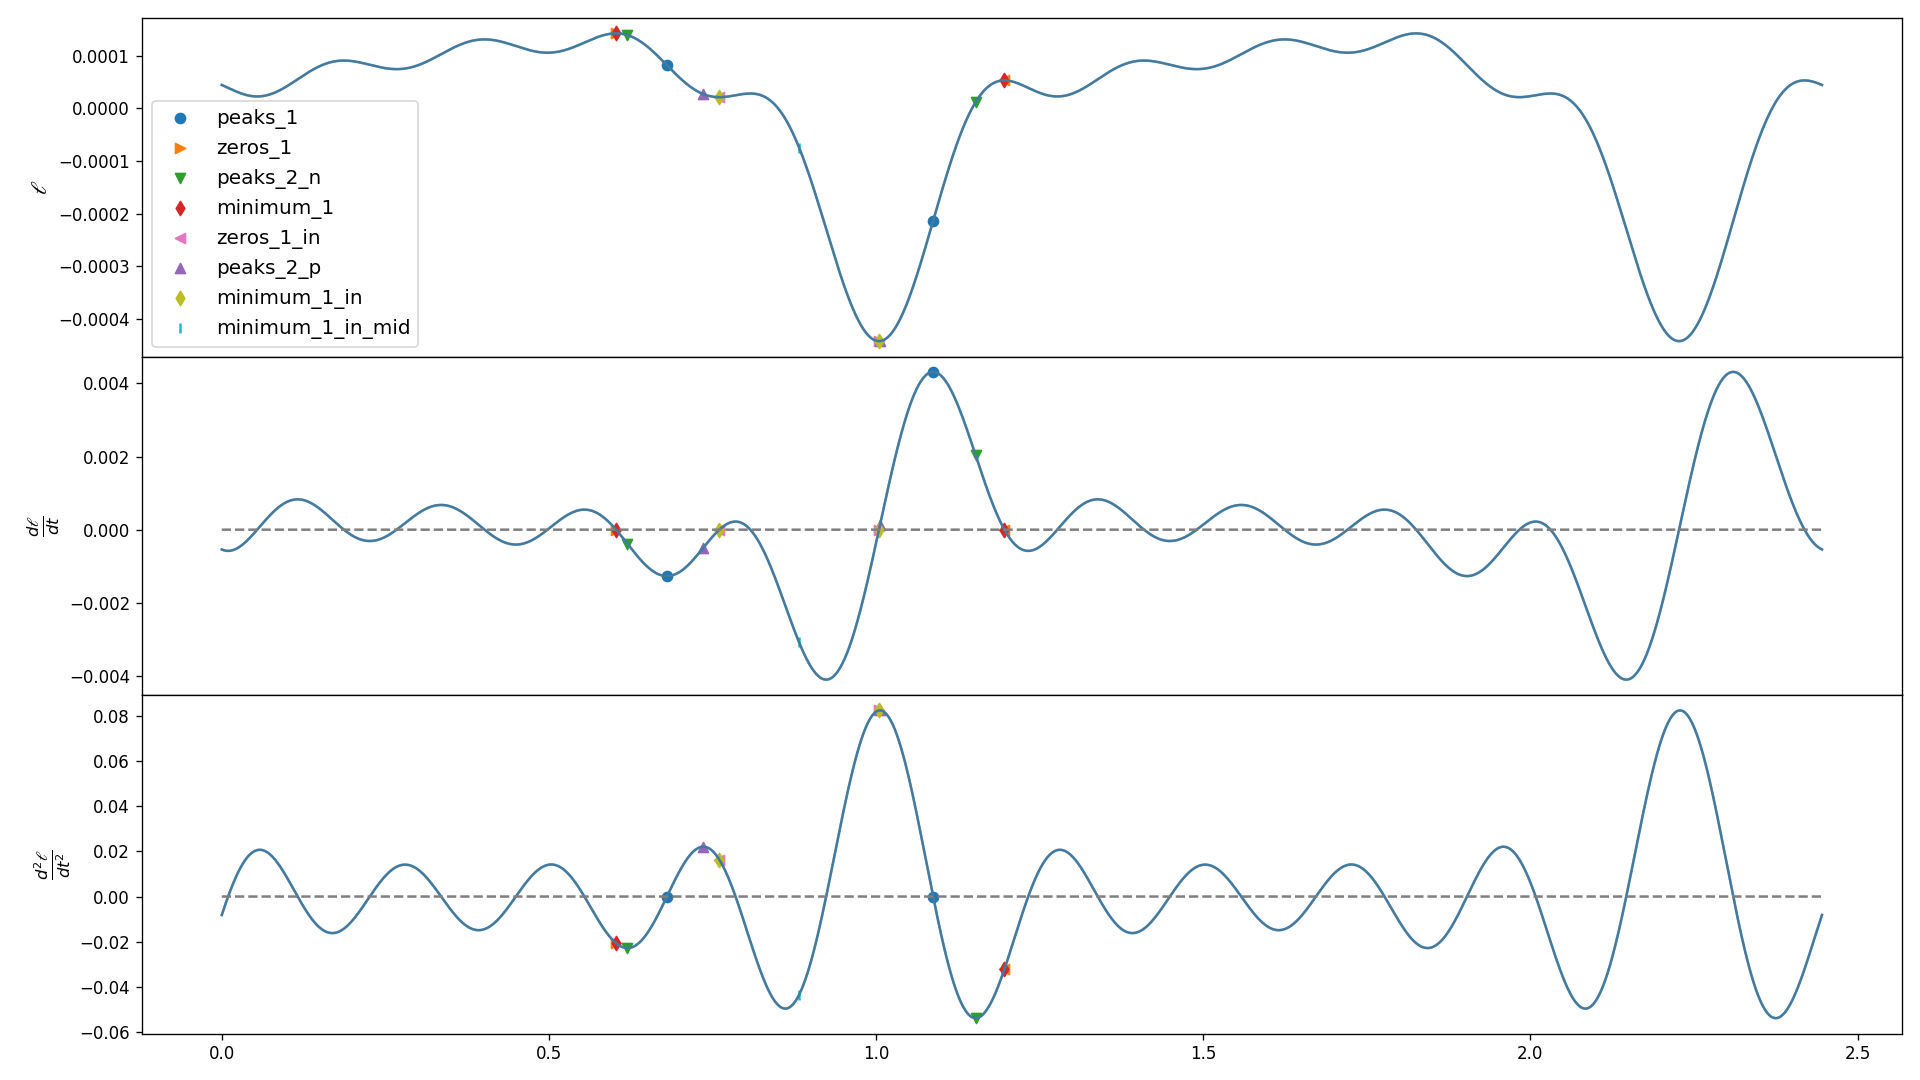 0.0001
0.0000
−0.0001
−0.0002
−0.0003
−0.0004
ℓ
peaks_1
zeros_1
peaks_2_n
minimum_1
zeros_1_in
peaks_2_p
minimum_1_in
minimum_1_in_mid
0.004
0.002
0.000
−0.002
−0.004
dℓ/dt
0.08
0.06
0.04
0.02
0.00
−0.02
−0.04
−0.06
d²ℓ/dt²
0.0 0.5 1.0 1.5 2.0 2.5